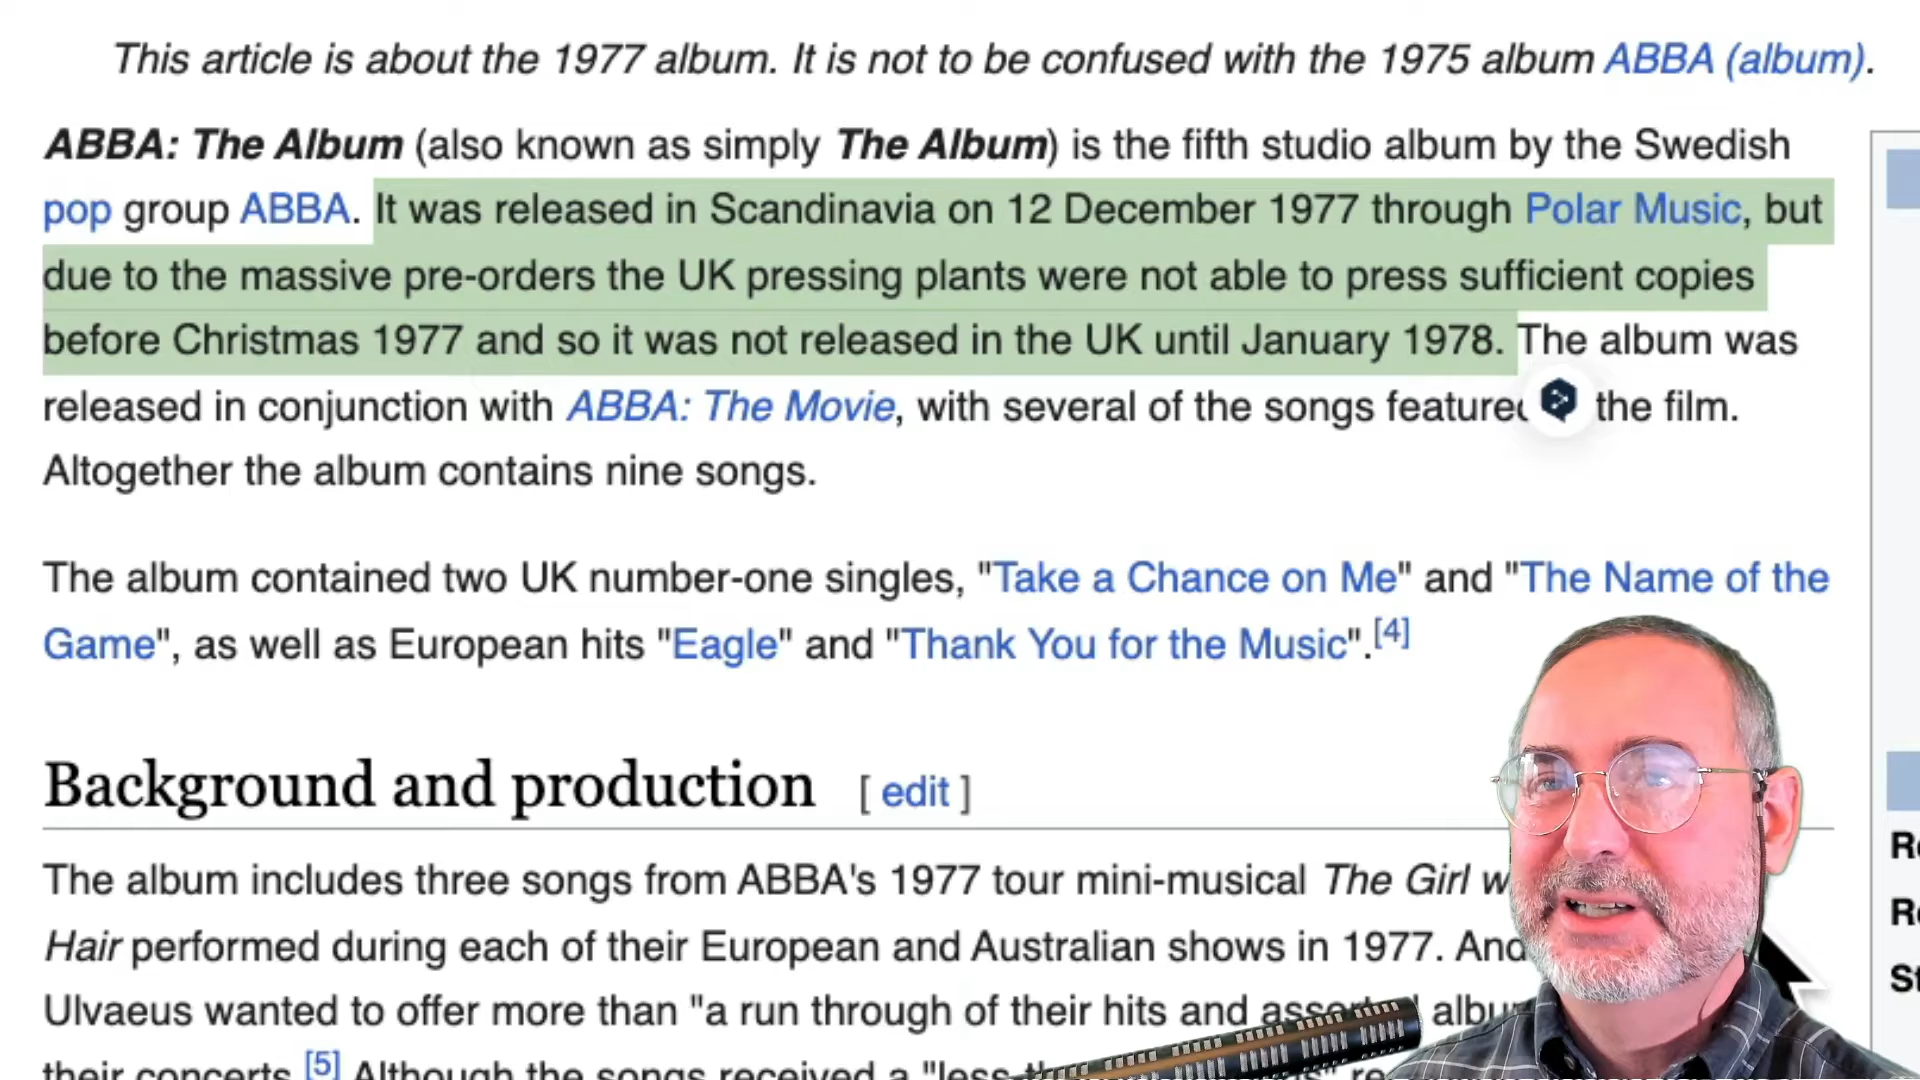 This article is about the 1977 album. It is not to be confused with the 1975 album ABBA (album).
ABBA: The Album (also known as simply The Album) is the fifth studio album by the Swedish
pop group ABBA. It was released in Scandinavia on 12 December 1977 through Polar Music, but
due to the massive pre-orders the UK pressing plants were not able to press sufficient copies
before Christmas 1977 and so it was not released in the UK until January 1978. The album was
released in conjunction with ABBA: The Movie, with several of the songs featured the film.
Altogether the album contains nine songs.
The album contained two UK number-one singles, "Take a Chance on Me" and "The Name of the
Game", as well as European hits "Eagle" and "Thank You for the Music".[4]
Background and production [ edit ]
The album includes three songs from ABBA's 1977 tour mini-musical The Girl
Hair performed during each of their European and Australian shows in 1977. And
Ulvaeus wanted to offer more than "a run through of their hits and
their concerts.[5] Although the songs received a "less